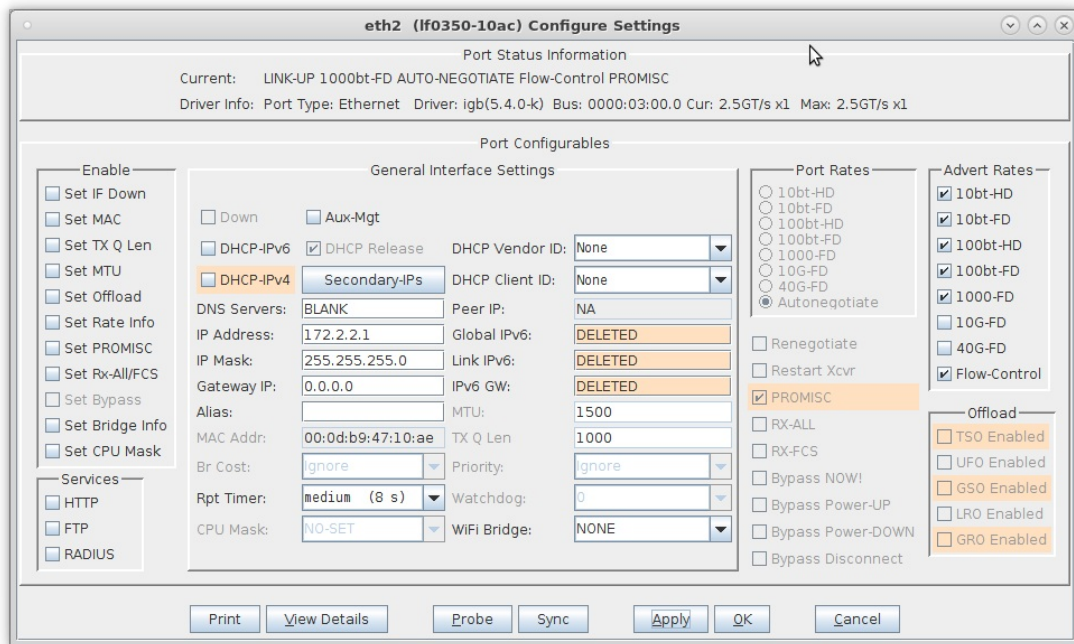 eth2 (lf0350-10ac) Configure Settings
Port Status Information
Current: LINK-UP 1000bt-FD AUTO-NEGOTIATE Flow-Control PROMISC
Driver Info: Port Type: Ethernet Driver: igb(5.4.0-k) Bus: 0000:03:00.0 Cur: 2.5GT/s x1 Max: 2.5GT/s x1
Port Configurables
Enable
Set IF Down
Set MAC
Set TX Q Len
Set MTU
Set Offload
Set Rate Info
Set PROMISC
Set Rx-All/FCS
Set Bypass
Set Bridge Info
Set CPU Mask
Services
HTTP
FTP
RADIUS
General Interface Settings
Down Aux-Mgt
DHCP-IPv6 DHCP Release DHCP Vendor ID: None
DHCP-IPv4 Secondary-IPs DHCP Client ID: None
DNS Servers: BLANK Peer IP: NA
IP Address: 172.2.2.1 Global IPv6: DELETED
IP Mask: 255.255.255.0 Link IPv6: DELETED
Gateway IP: 0.0.0.0 IPv6 GW: DELETED
Alias: MTU: 1500
MAC Addr: 00:0d:b9:47:10:ae TX Q Len 1000
Br Cost: Ignore Priority: Ignore
Rpt Timer: medium (8 s) Watchdog: 0
CPU Mask: NO-SET WiFi Bridge: NONE
Port Rates
10bt-HD
10bt-FD
100bt-HD
100bt-FD
1000-FD
10G-FD
40G-FD
Autonegotiate
Renegotiate
Restart Xcvr
PROMISC
RX-ALL
RX-FCS
Bypass NOW!
Bypass Power-UP
Bypass Power-DOWN
Bypass Disconnect
Advert Rates
10bt-HD
10bt-FD
100bt-HD
100bt-FD
1000-FD
10G-FD
40G-FD
Flow-Control
Offload
TSO Enabled
UFO Enabled
GSO Enabled
LRO Enabled
GRO Enabled
Print View Details Probe Sync Apply OK Cancel